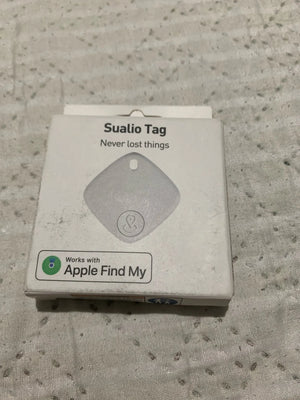 Sualio Tag
Never lost things
Works with
Apple Find My